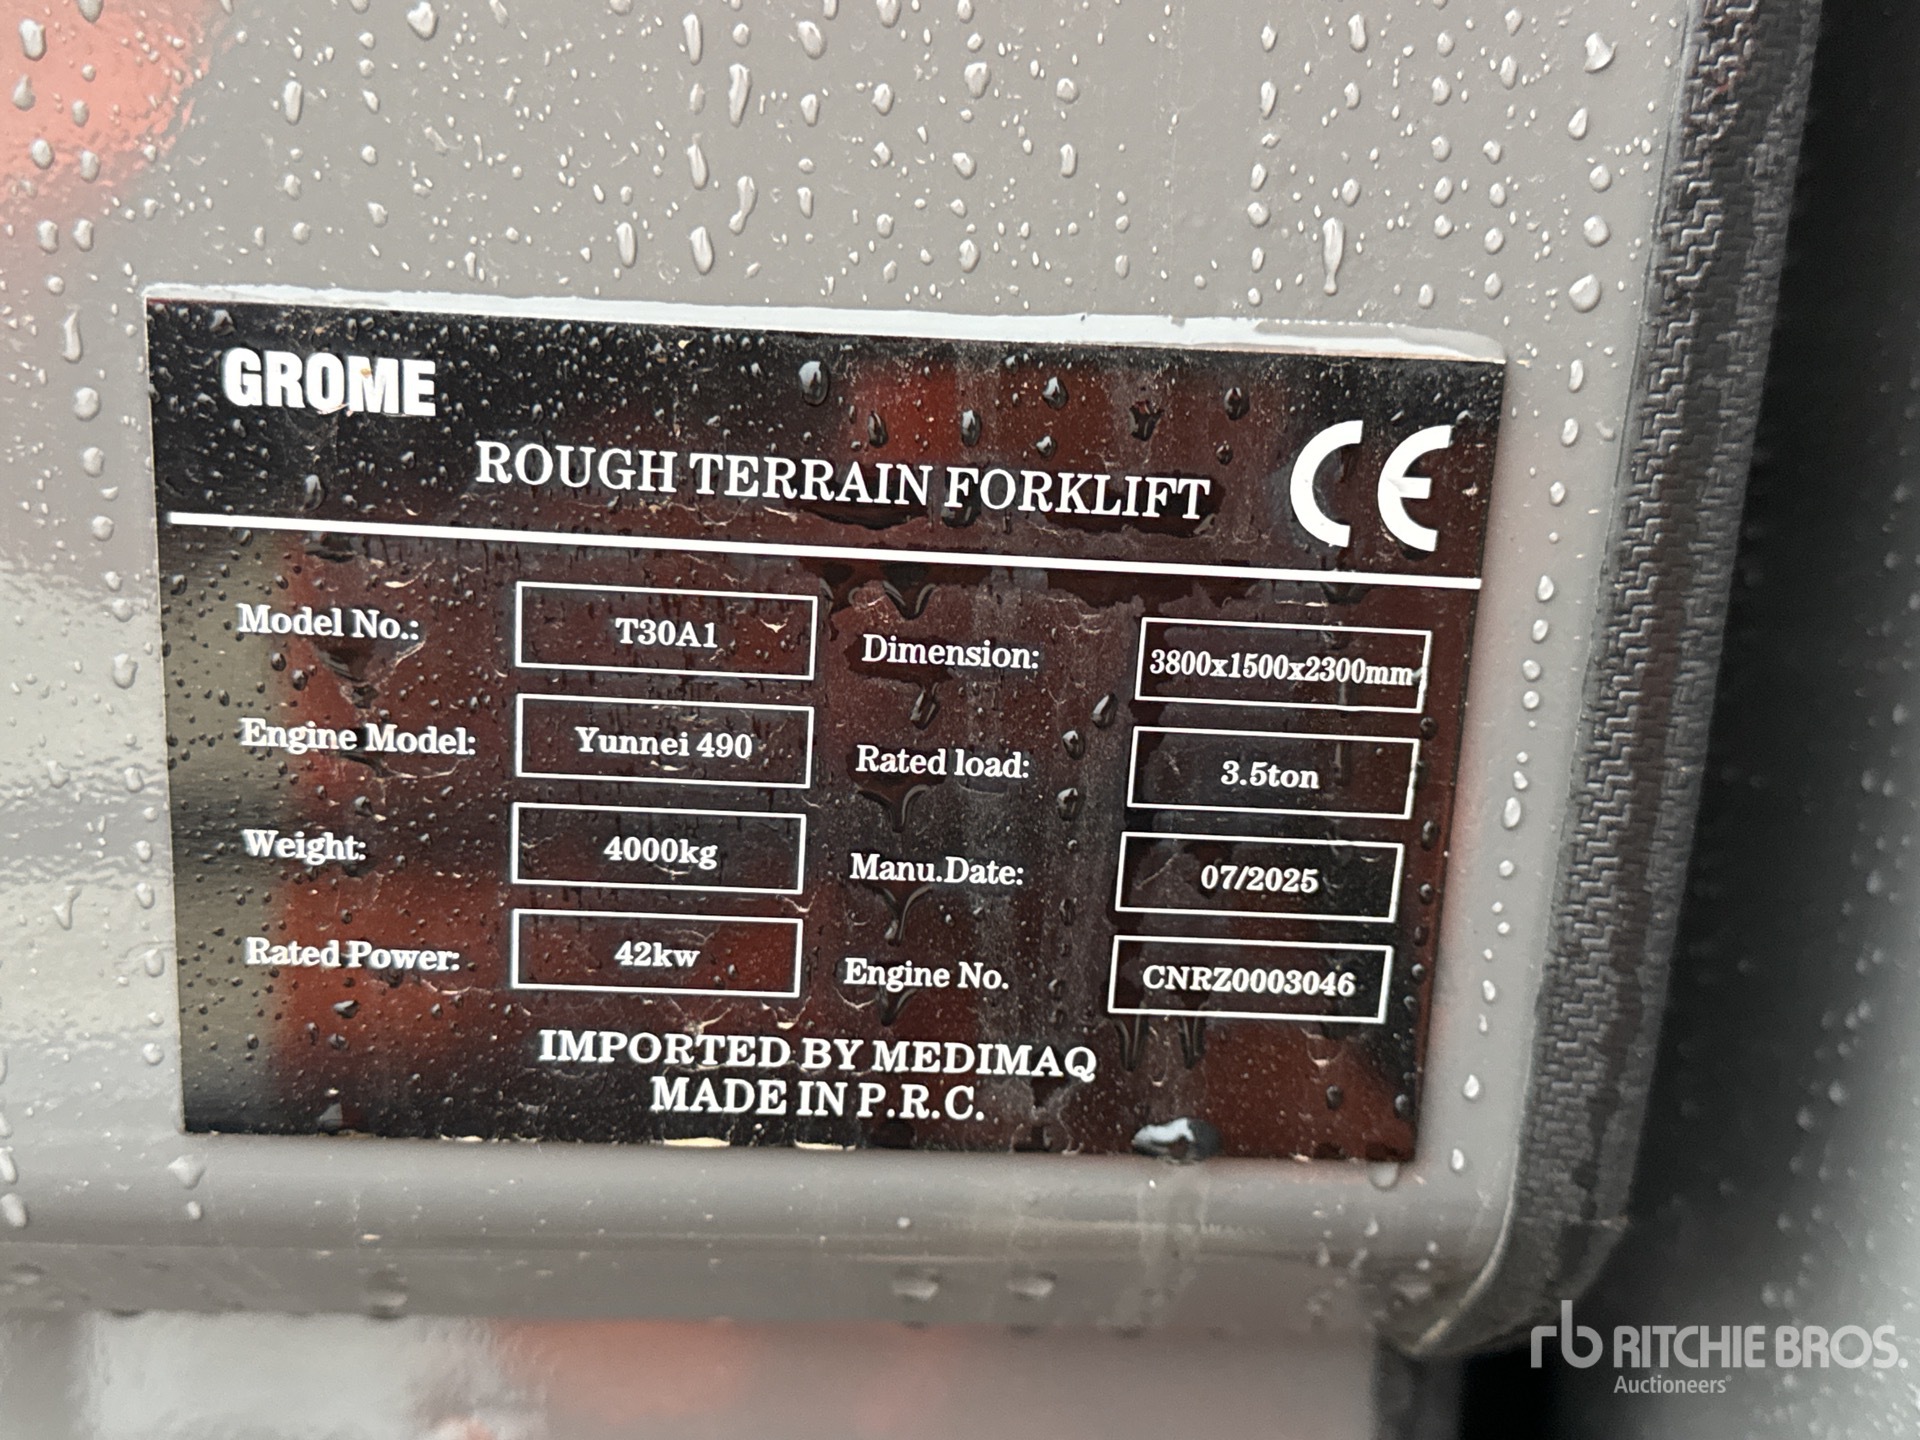 GROME
ROUGH TERRAIN FORKLIFT
CE
Model No.: T30A1 Dimension: 3800x1500x2300mm
Engine Model: Yunnei 490 Rated load: 3.5ton
Weight: 4000kg Manu.Date: 07/2025
Rated Power: 42kw Engine No. CNRZ0003046
IMPORTED BY MEDIMAQ
MADE IN P.R.C.
rb RITCHIE BROS.
Auctioneers